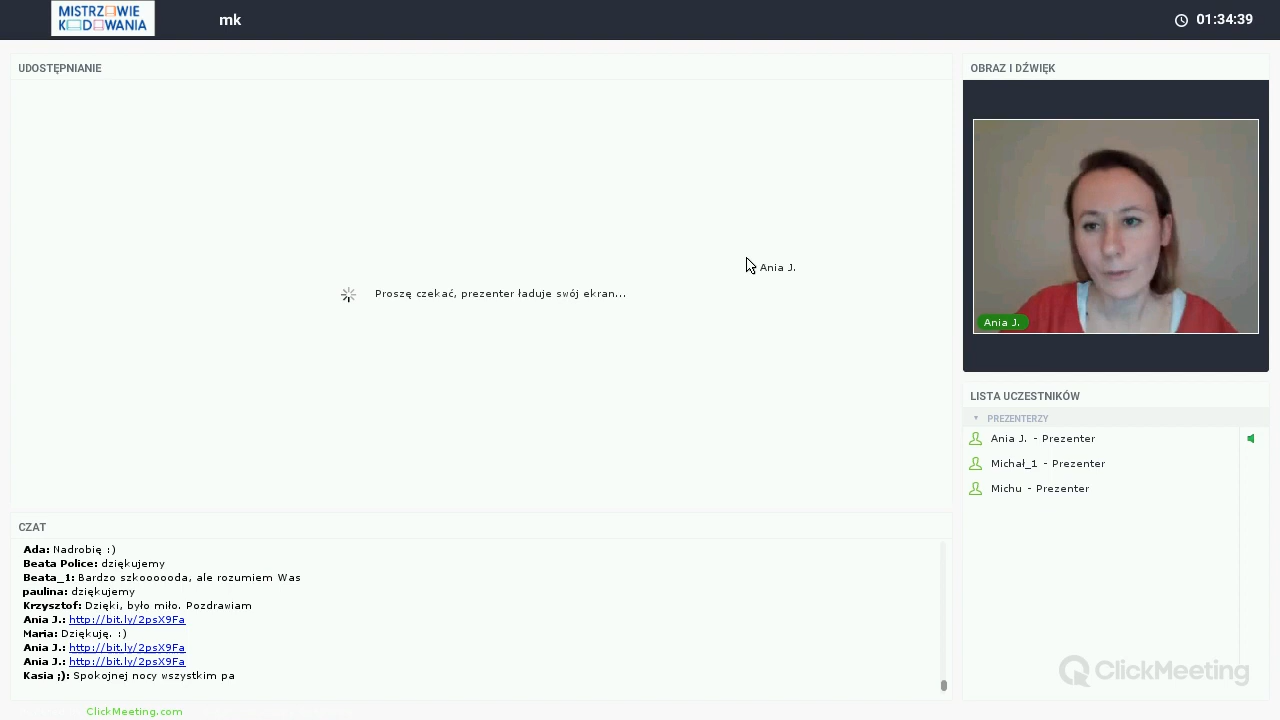 MISTRZOWIE
KODOWANIA
mk
01:34:39
UDOSTĘPNIANIE
Ania J.
Proszę czekać, prezenter ładuje swój ekran...
OBRAZ I DŹWIĘK
Ania J.
LISTA UCZESTNIKÓW
PREZENTERZY
Ania J. - Prezenter
Michał_1 - Prezenter
Michu - Prezenter
CZAT
Ada: Nadrobię :)
Beata Police: dziękujemy
Beata_1: Bardzo szkoooooda, ale rozumiem Was
paulina: dziękujemy
Krzysztof: Dzięki, było miło. Pozdrawiam
Ania J.: http://bit.ly/2psX9Fa
Maria: Dziękuję. :)
Ania J.: http://bit.ly/2psX9Fa
Ania J.: http://bit.ly/2psX9Fa
Kasia ;): Spokojnej nocy wszystkim pa
ClickMeeting
ClickMeeting.com